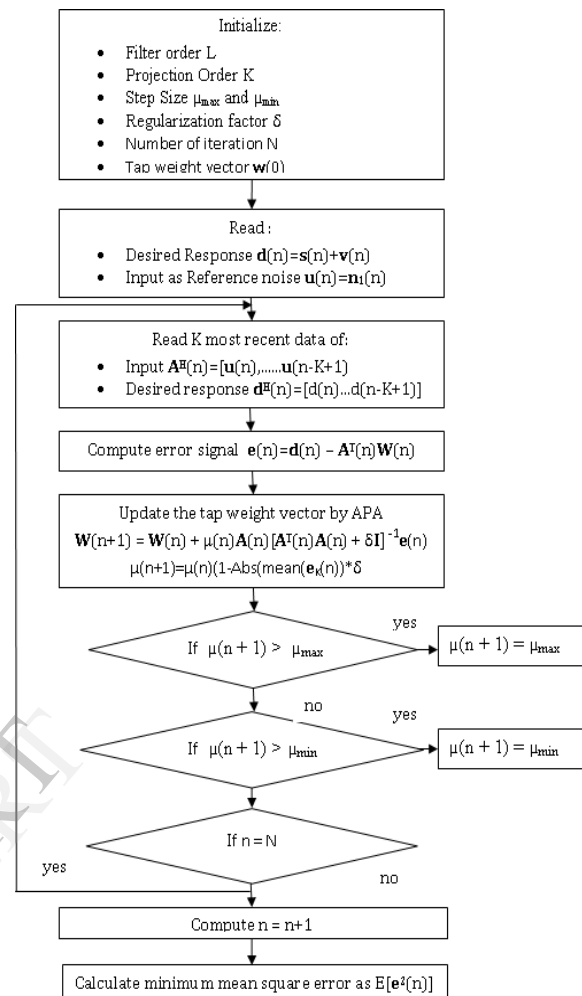 Initialize:
• Filter order L
• Projection Order K
• Step Size μmax and μmin
• Regularization factor δ
• Number of iteration N
• Tap weight vector w(0)
Read :
• Desired Response d(n)=s(n)+v(n)
• Input as Reference noise u(n)=n₁(n)
Read K most recent data of:
• Input Aᴴ(n)=[u(n),......u(n-K+1)
• Desired response dᴴ(n)=[d(n)...d(n-K+1)]
Compute error signal e(n)=d(n) – Aᵀ(n)W(n)
Update the tap weight vector by APA
W(n+1) = W(n) + μ(n)A(n)[Aᵀ(n)A(n) + δI]⁻¹e(n)
μ(n+1)=μ(n)(1-Abs(mean(eₖ(n))*δ
If μ(n + 1) > μmax
yes
μ(n + 1) = μmax
no
If μ(n + 1) > μmin
yes
μ(n + 1) = μmin
If n = N
yes
no
Compute n = n+1
Calculate minimum mean square error as E[e²(n)]